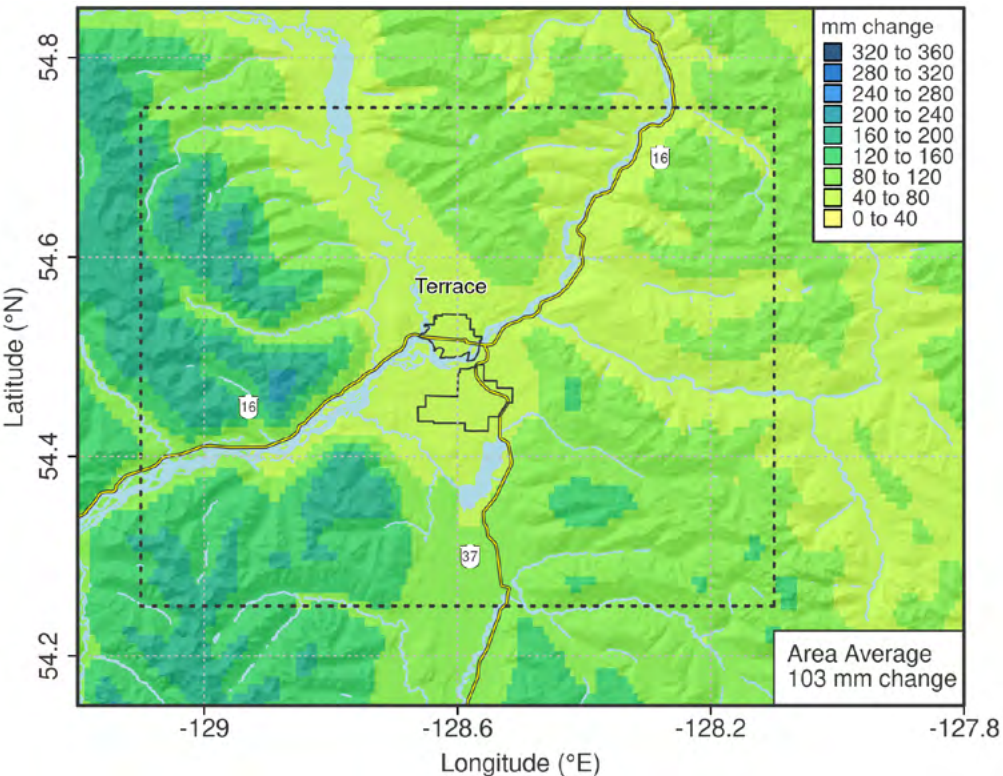 mm change
320 to 360
280 to 320
240 to 280
200 to 240
160 to 200
120 to 160
80 to 120
40 to 80
0 to 40
54.8
54.6
54.4
54.2
Latitude (°N)
16
Terrace
16
37
Area Average
103 mm change
-129
-128.6
-128.2
-127.8
Longitude (°E)